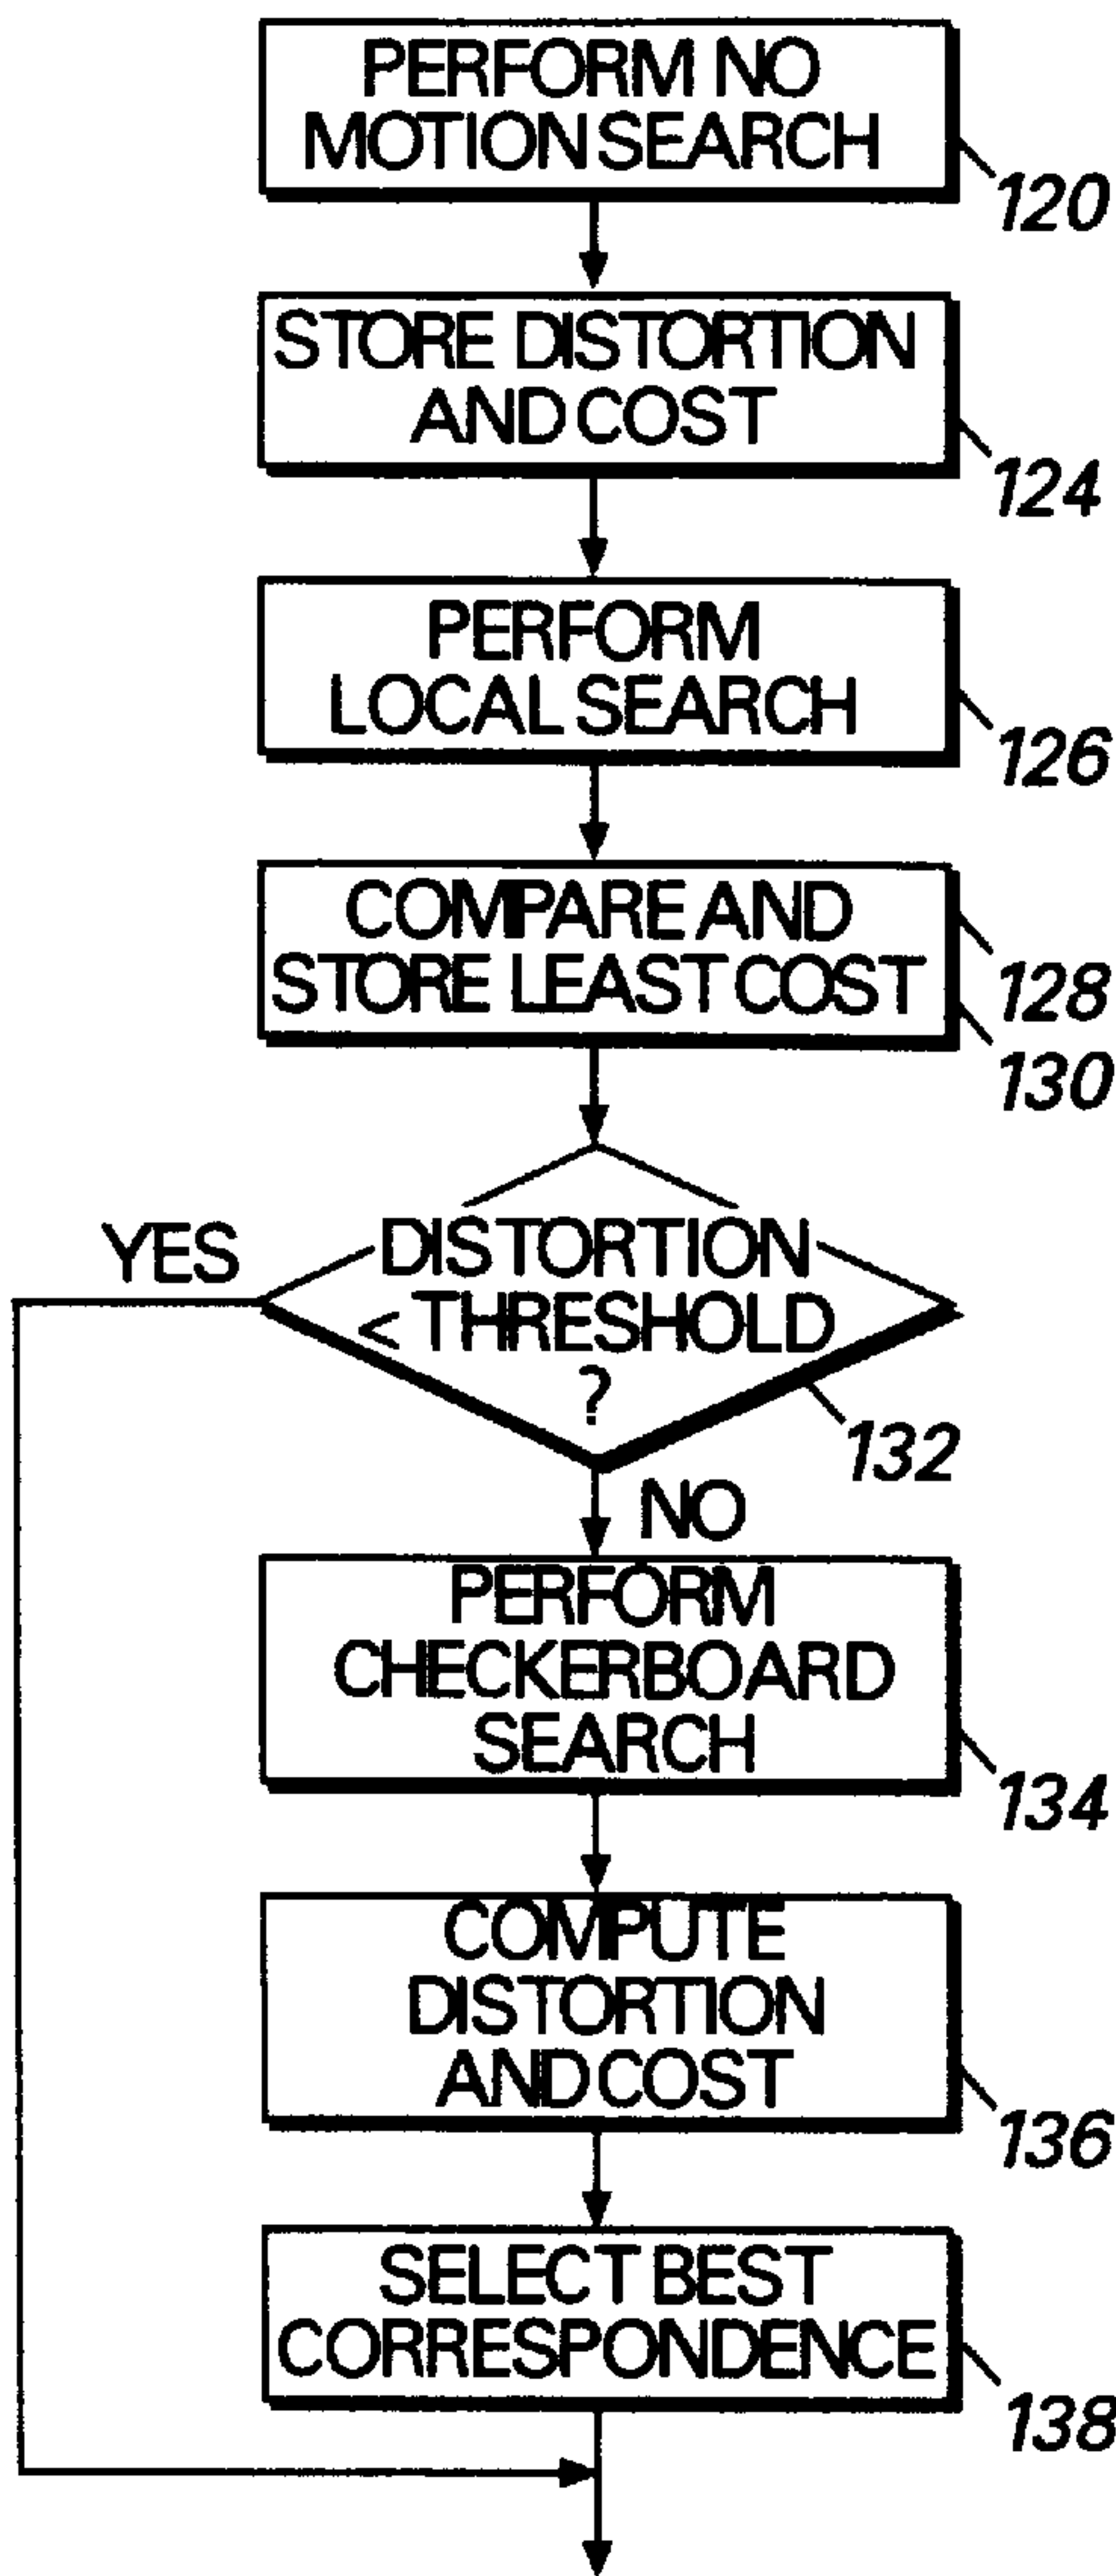 PERFORM NO
MOTION SEARCH
120
STORE DISTORTION
AND COST
124
PERFORM
LOCAL SEARCH
126
COMPARE AND
STORE LEAST COST
128
130
YES
DISTORTION
< THRESHOLD
?
132
NO
PERFORM
CHECKERBOARD
SEARCH
134
COMPUTE
DISTORTION
AND COST
136
SELECT BEST
CORRESPONDENCE
138